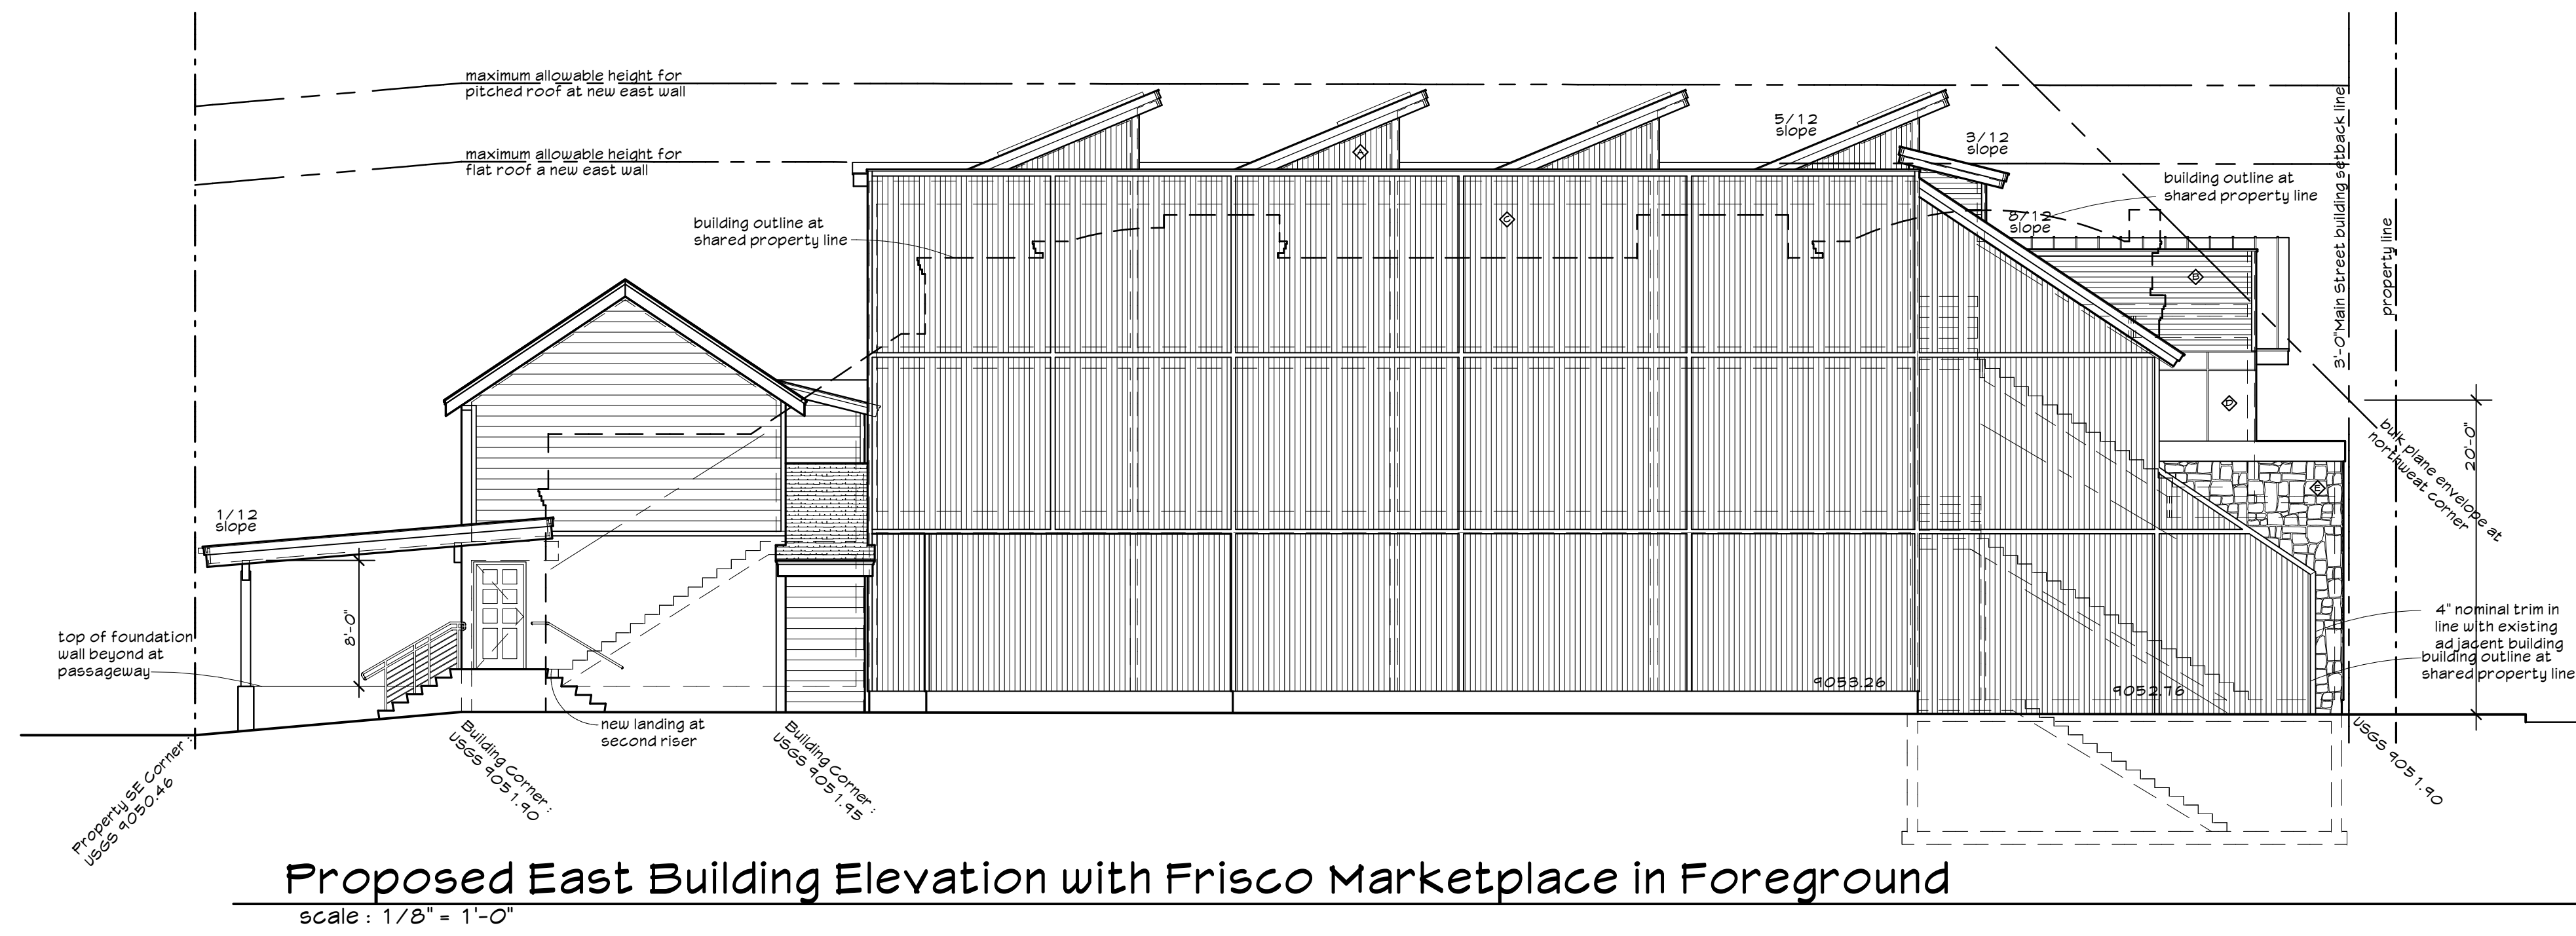 maximum allowable height for
pitched roof at new east wall
maximum allowable height for
flat roof a new east wall
building outline at
shared property line
5/12
slope
3/12
slope
8/12
slope
building outline at
shared property line
3'-0"Main Street building setback line
property line
A
C
B
D
E
bulk plane envelope at
northweat corner
20'-0"
1/12
slope
8'-0"
top of foundation
wall beyond at
passageway
new landing at
second riser
4" nominal trim in
line with existing
adjacent building
building outline at
shared property line
9053.26
9052.76
Property SE Corner :
USGS 9050.46
Building Corner :
USGS 9051.90
Building Corner :
USGS 9051.95
USGS 9051.90
Proposed East Building Elevation with Frisco Marketplace in Foreground
scale : 1/8" = 1'-0"